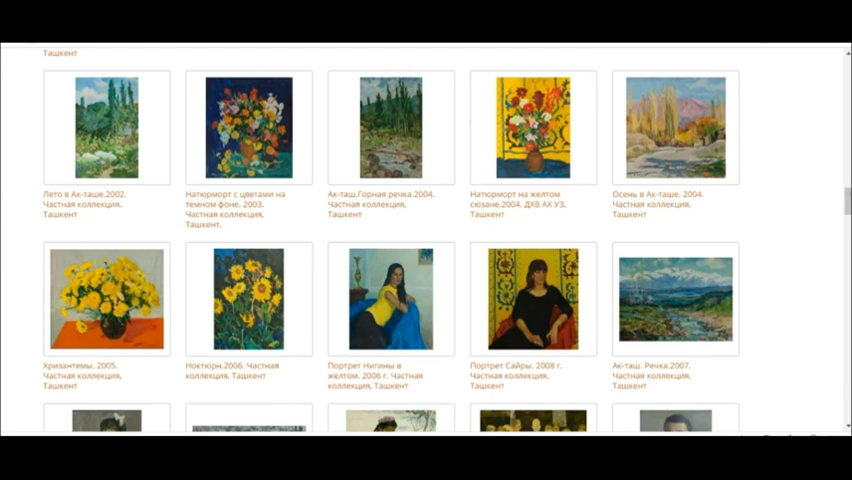 Ташкент
Лето в Ак-таше.2002.
Частная коллекция,
Ташкент
Натюрморт с цветами на
темном фоне. 2003.
Частная коллекция,
Ташкент.
Ак-таш.Горная речка.2004.
Частная коллекция,
Ташкент
Натюрморт на желтом
сюзане.2004. ДХВ АХ УЗ,
Ташкент
Осень в Ак-таше. 2004.
Частная коллекция,
Ташкент
Хризантемы. 2005.
Частная коллекция,
Ташкент
Ноктюрн.2006. Частная
коллекция, Ташкент
Портрет Нигины в
желтом. 2006 г. Частная
коллекция, Ташкент
Портрет Сайры. 2008 г.
Частная коллекция,
Ташкент
Ак-таш. Речка.2007.
Частная коллекция,
Ташкент